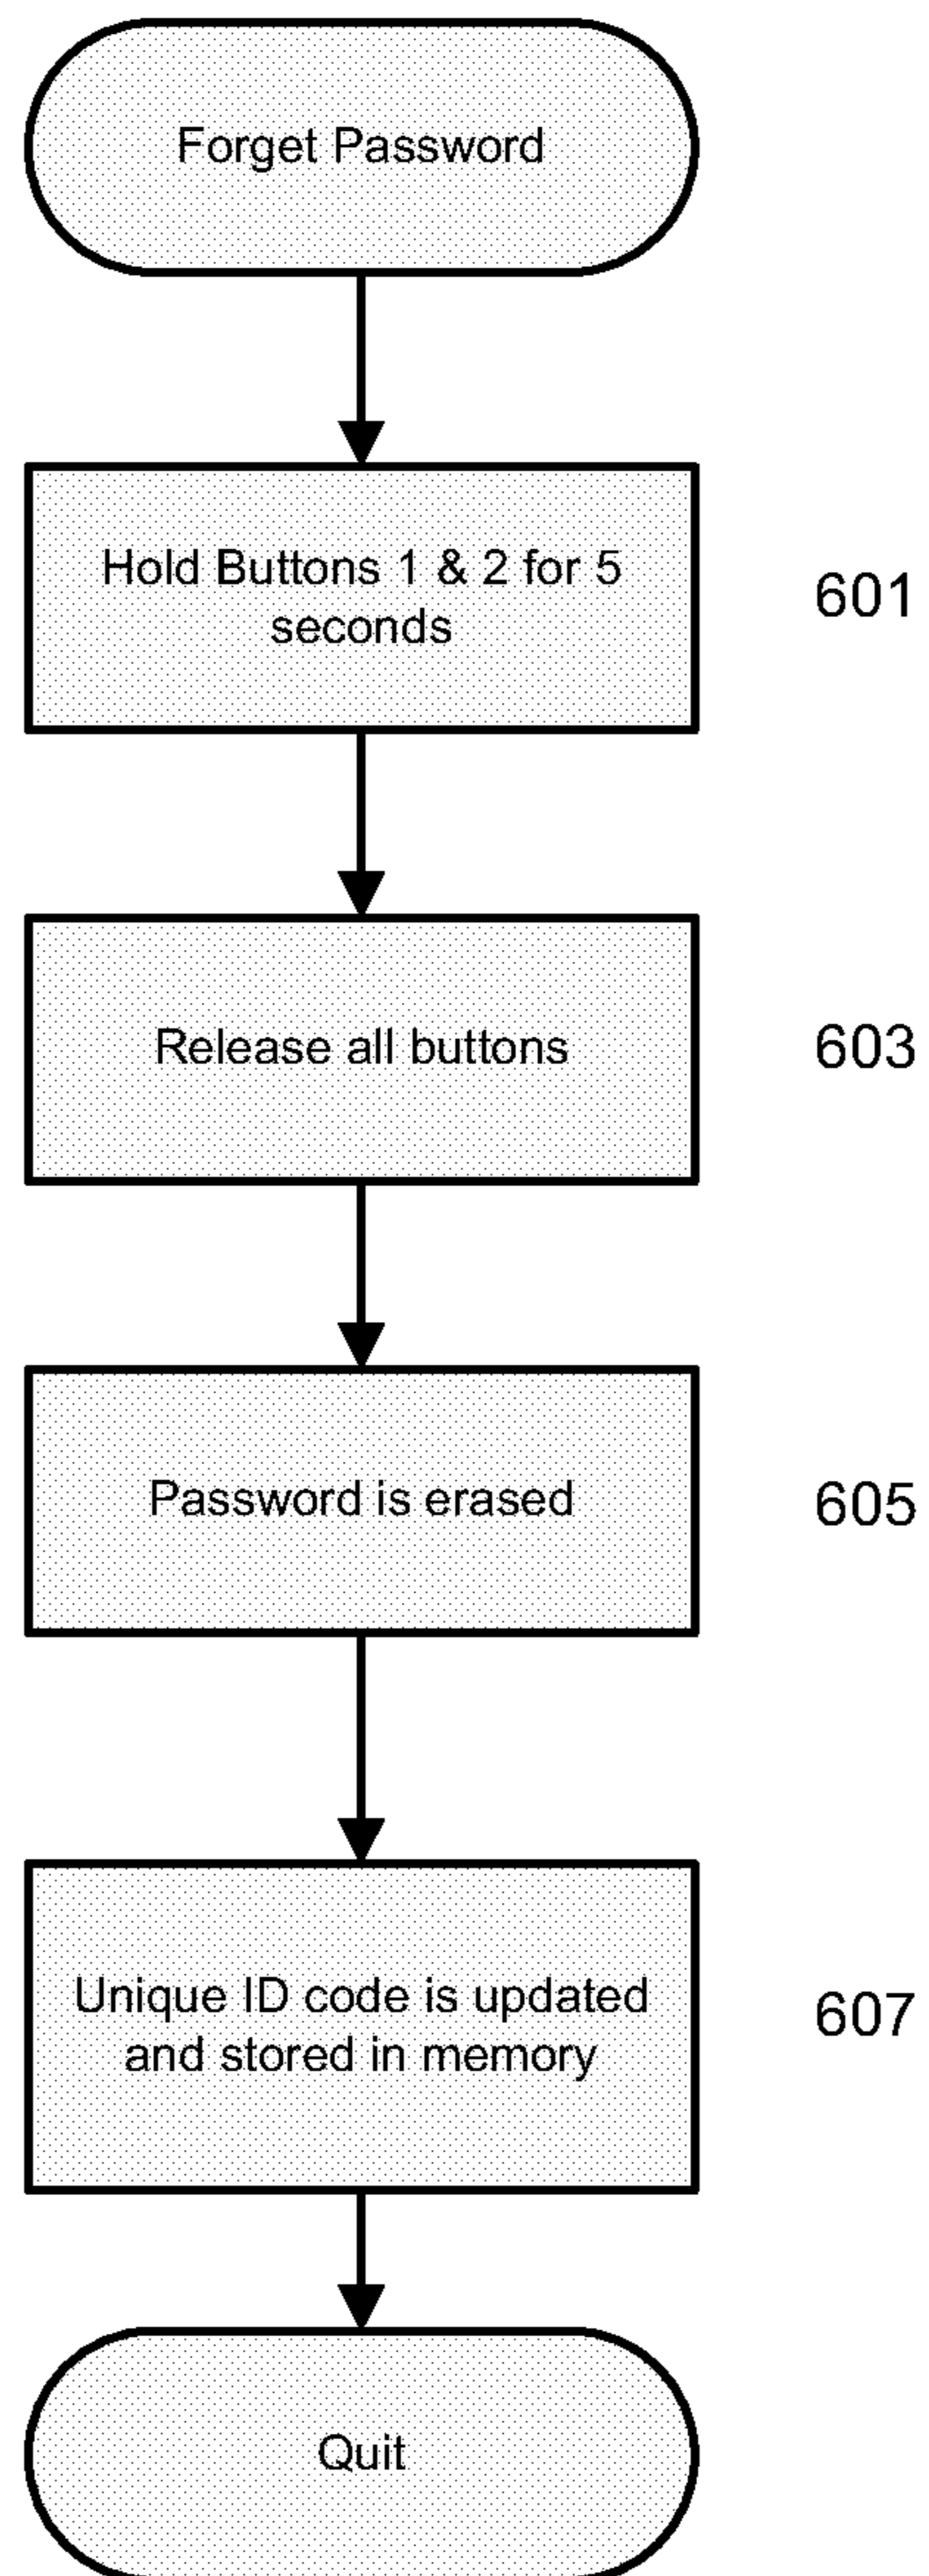 Forget Password
Hold Buttons 1 & 2 for 5
seconds
601
Release all buttons
603
Password is erased
605
Unique ID code is updated
and stored in memory
607
Quit